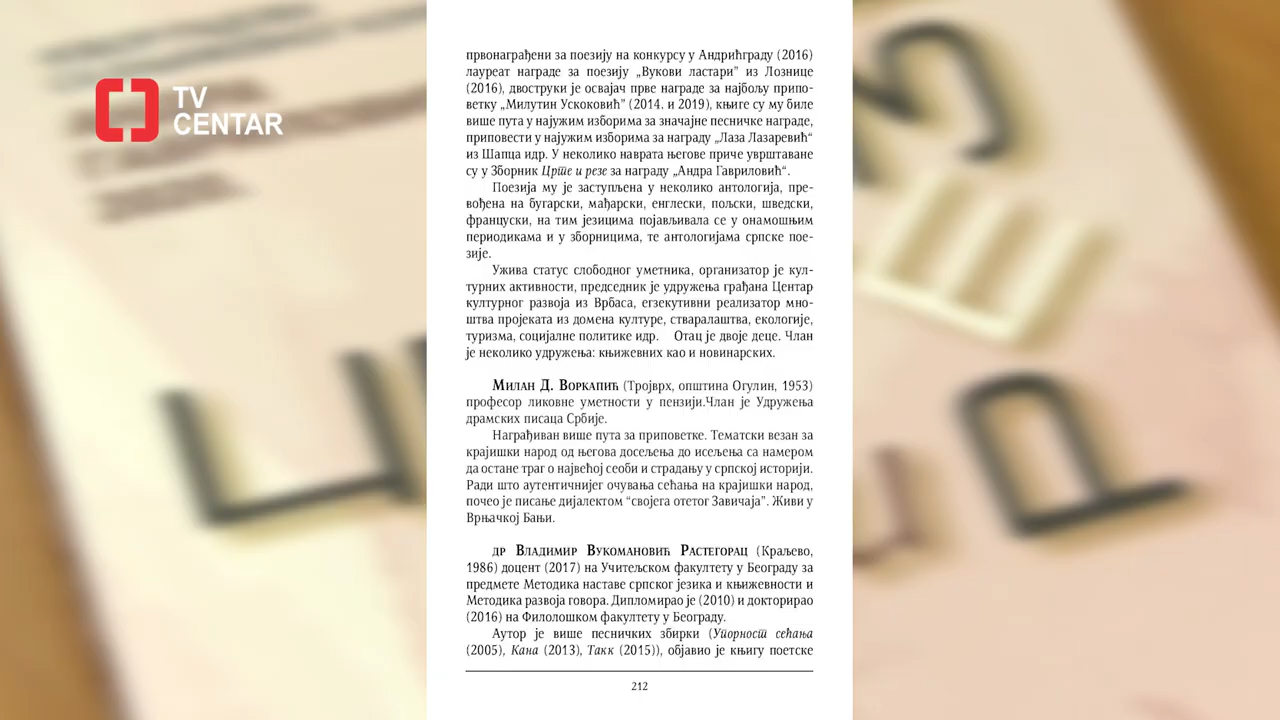 TV
CENTAR
првонаграђени за поезију на конкурсу у Андрићграду (2016)
лауреат награде за поезију „Вукови ластари” из Лознице
(2016), двоструки је освајач прве награде за најбољу припо-
ветку „Милутин Ускоковић” (2014. и 2019), књиге су му биле
више пута у најужим изборима за значајне песничке награде,
приповести у најужим изборима за награду „Лаза Лазаревић“
из Шапца идр. У неколико наврата његове приче уврштаване
су у Зборник Црте и резе за награду „Андра Гавриловић“.
Поезија му је заступљена у неколико антологија, пре-
вођена на бугарски, мађарски, енглески, пољски, шведски,
француски, на тим језицима појављивала се у онамошњим
периодикама и у зборницима, те антологијама српске пое-
зије.
Ужива статус слободног уметника, организатор је кул-
турних активности, председник је удружења грађана Центар
културног развоја из Врбаса, егзекутивни реализатор мно-
штва пројеката из домена културе, стваралаштва, екологије,
туризма, социјалне политике идр. Отац је двоје деце. Члан
је неколико удружења: књижевних као и новинарских.
Милан Д. Воркапић (Тројврх, општина Огулин, 1953)
професор ликовне уметности у пензији.Члан је Удружења
драмских писаца Србије.
Награђиван више пута за приповетке. Тематски везан за
крајишки народ од његова досељења до исељења са намером
да остане траг о највећој сеоби и страдању у српској историји.
Ради што аутентичнијег очувања сећања на крајишки народ,
почео је писање дијалектом “својега отетог Завичаја”. Живи у
Врњачкој Бањи.
др Владимир Вукомановић Растегорац (Краљево,
1986) доцент (2017) на Учитељском факултету у Београду за
предмете Методика наставе српског језика и књижевности и
Методика развоја говора. Дипломирао је (2010) и докторирао
(2016) на Филолошком факултету у Београду.
Аутор је више песничких збирки (Упорност сећања
(2005), Кана (2013), Такк (2015)), објавио је књигу поетске
212